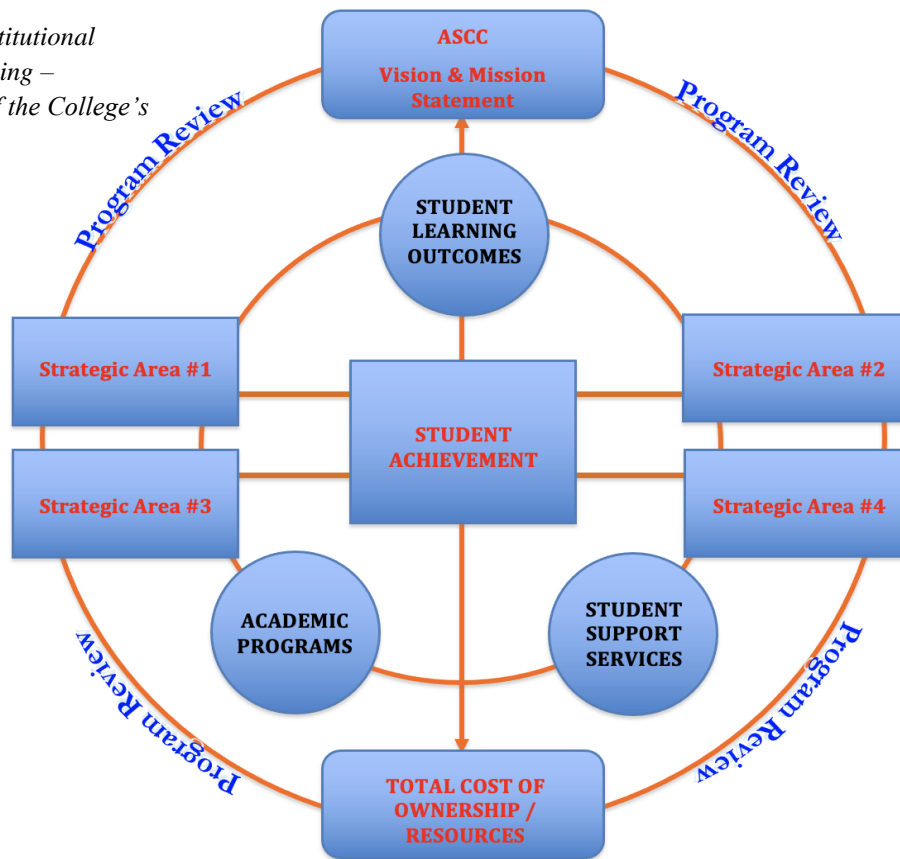 ASCC
Vision & Mission
Statement
of the College's
Program Review
Program Review
STUDENT
LEARNING
OUTCOMES
Strategic Area #1
Strategic Area #2
STUDENT
ACHIEVEMENT
Strategic Area #3
Strategic Area #4
ACADEMIC
PROGRAMS
STUDENT
SUPPORT
SERVICES
Program Review
Program Review
TOTAL COST OF
OWNERSHIP /
RESOURCES